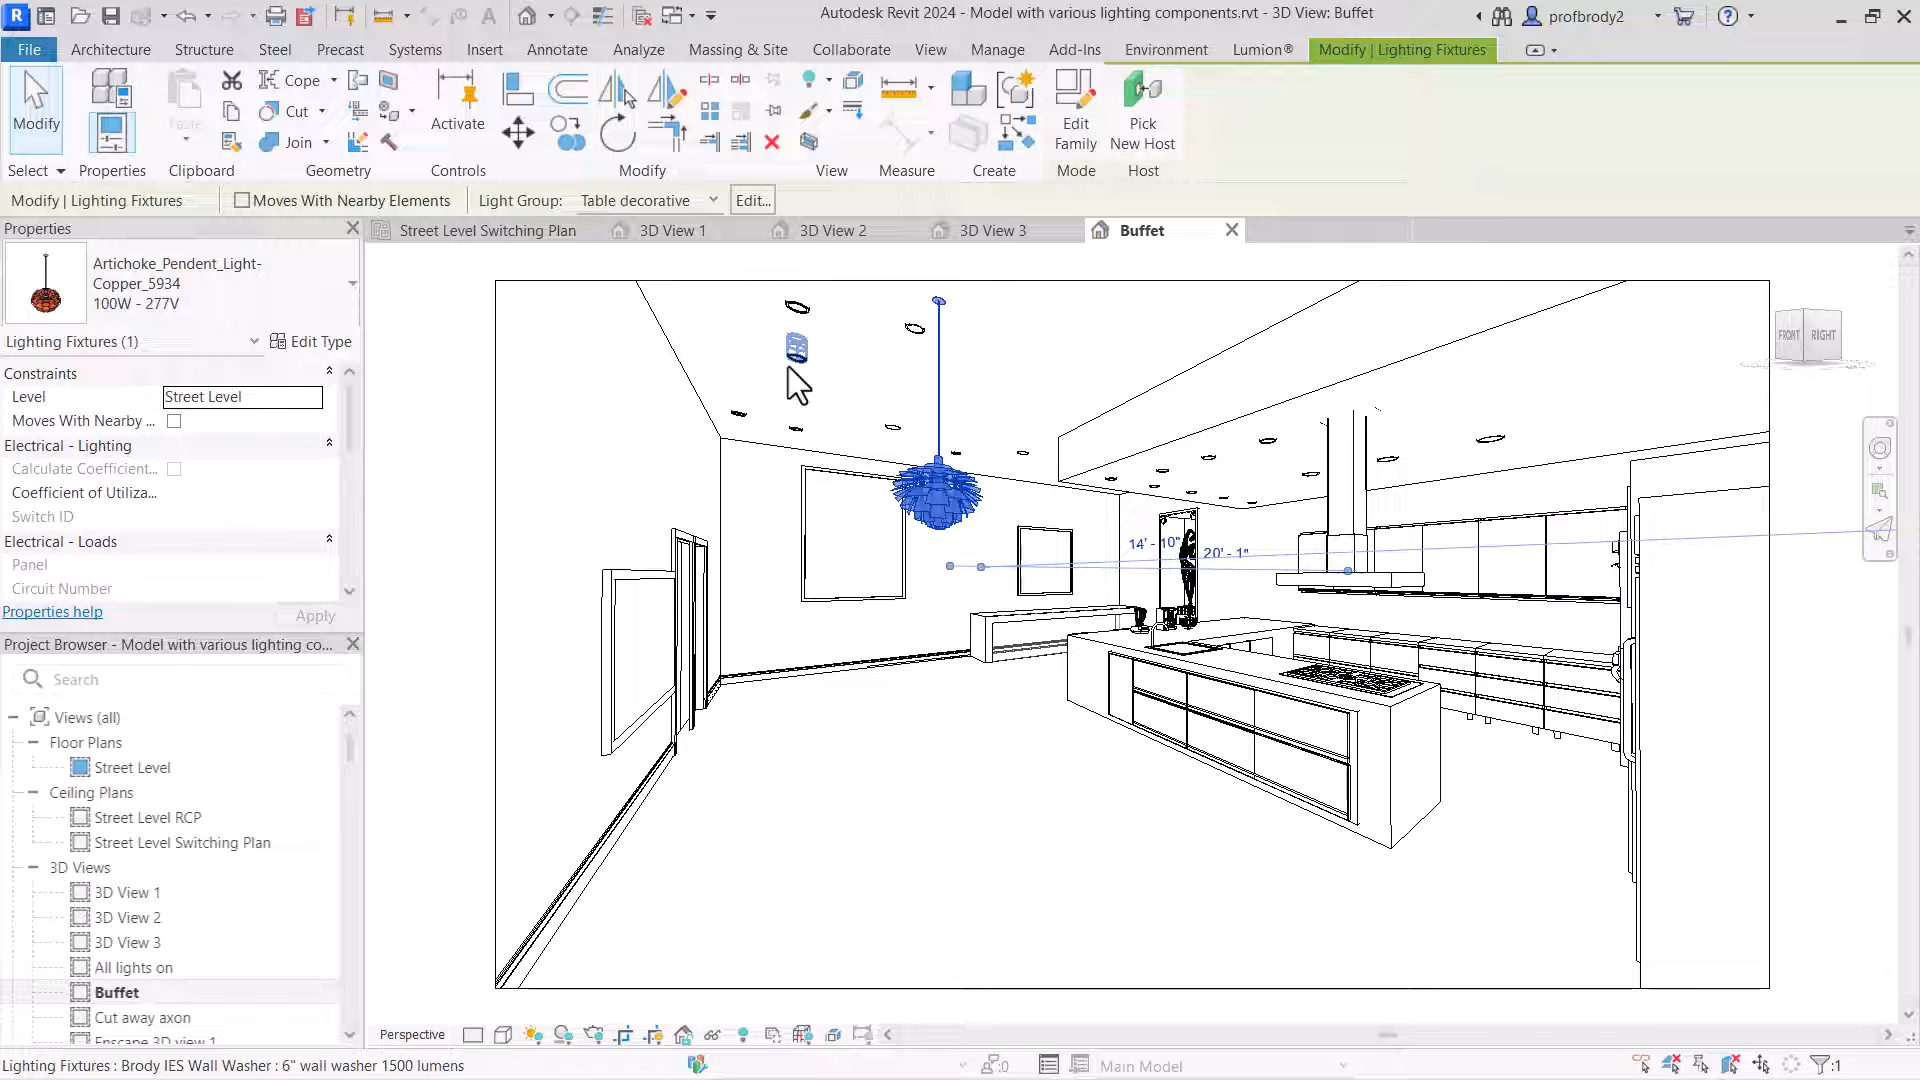 Autodesk Revit 2024 - Model with various lighting components.rvt - 3D View: Buffet
profbrody2
File Architecture Structure Steel Precast Systems Insert Annotate Analyze Massing & Site Collaborate View Manage Add-Ins Environment Lumion® Modify | Lighting Fixtures
Modify
Cope
Cut
Join
Activate
Edit Family
Pick New Host
Select Properties Clipboard Geometry Controls Modify View Measure Create Mode Host
Modify | Lighting Fixtures Moves With Nearby Elements Light Group: Table decorative Edit...
Properties
Street Level Switching Plan 3D View 1 3D View 2 3D View 3 Buffet
Artichoke_Pendent_Light-
Copper_5934
100W - 277V
Lighting Fixtures (1) Edit Type
Constraints
Level Street Level
Moves With Nearby ...
Electrical - Lighting
Calculate Coefficient...
Coefficient of Utiliza...
Switch ID
Electrical - Loads
Panel
Circuit Number
Properties help Apply
FRONT RIGHT
14' - 10"
20' - 1"
Project Browser - Model with various lighting co...
Search
Views (all)
Floor Plans
Street Level
Ceiling Plans
Street Level RCP
Street Level Switching Plan
3D Views
3D View 1
3D View 2
3D View 3
All lights on
Buffet
Cut away axon
Enscape 3D view 1
Perspective
Lighting Fixtures : Brody IES Wall Washer : 6" wall washer 1500 lumens
:0
Main Model
:1